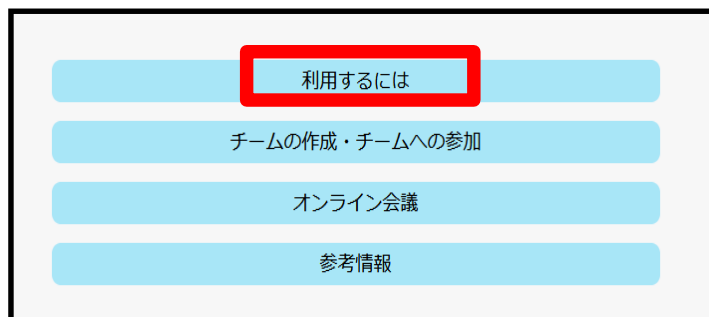 利用するには
チームの作成・チームへの参加
オンライン会議
参考情報